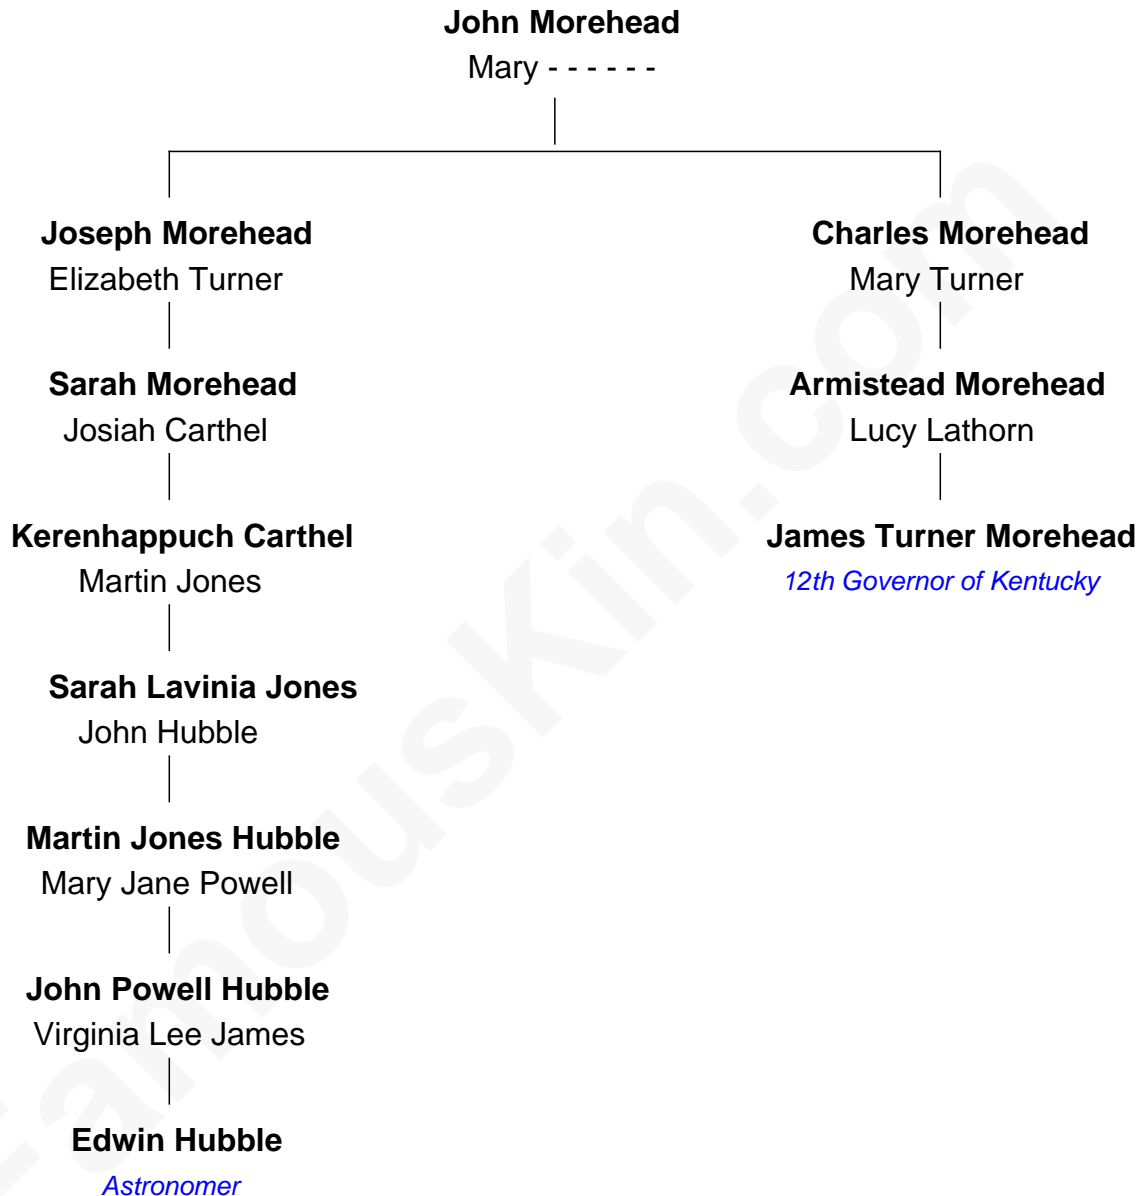 John Morehead
Mary - - - - - -
Joseph Morehead
Elizabeth Turner
Charles Morehead
Mary Turner
Sarah Morehead
Josiah Carthel
Armistead Morehead
Lucy Lathorn
Kerenhappuch Carthel
Martin Jones
James Turner Morehead
12th Governor of Kentucky
Sarah Lavinia Jones
John Hubble
Martin Jones Hubble
Mary Jane Powell
John Powell Hubble
Virginia Lee James
Edwin Hubble
Astronomer
FamousKin.com